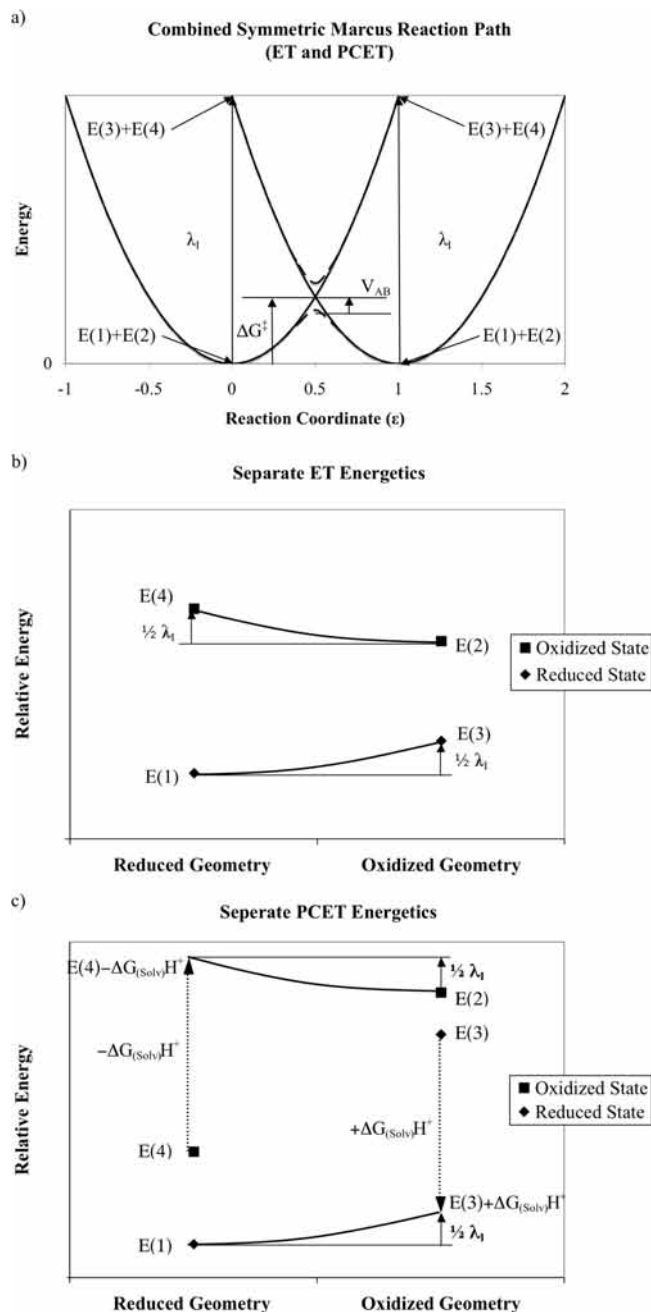 a)
Combined Symmetric Marcus Reaction Path
(ET and PCET)
E(3)+E(4)
E(3)+E(4)
Energy
λI
λI
VAB
ΔG‡
E(1)+E(2)
E(1)+E(2)
0
-1
-0.5
0
0.5
1
1.5
2
Reaction Coordinate (ε)
b)
Separate ET Energetics
Relative Energy
E(4)
½ λI
E(2)
E(3)
E(1)
½ λI
Oxidized State
Reduced State
Reduced Geometry
Oxidized Geometry
c)
Seperate PCET Energetics
Relative Energy
E(4)−ΔG(Solv)H+
½ λI
E(2)
E(3)
−ΔG(Solv)H+
+ΔG(Solv)H+
E(4)
E(3)+ΔG(Solv)H+
E(1)
½ λI
Oxidized State
Reduced State
Reduced Geometry
Oxidized Geometry